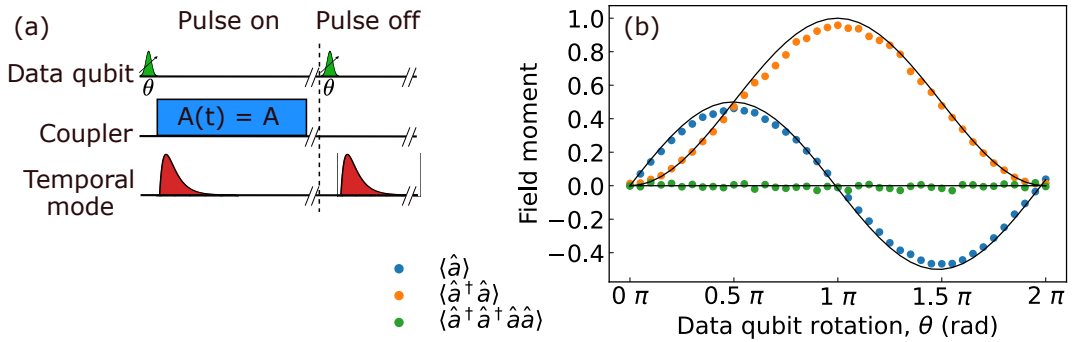 (a)
Pulse on
Pulse off
Data qubit
θ
θ
A(t) = A
Coupler
Temporal
mode
⟨â⟩
⟨â†â⟩
⟨â†â†ââ⟩
(b)
Field moment
1.0
0.8
0.6
0.4
0.2
0.0
−0.2
−0.4
0 π
0.5 π
1 π
1.5 π
2 π
Data qubit rotation, θ (rad)